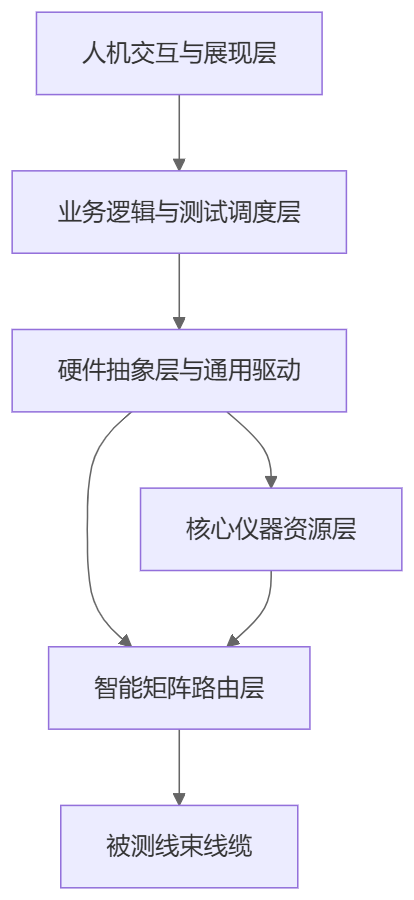 人机交互与展现层
业务逻辑与测试调度层
硬件抽象层与通用驱动
核心仪器资源层
智能矩阵路由层
被测线束线缆